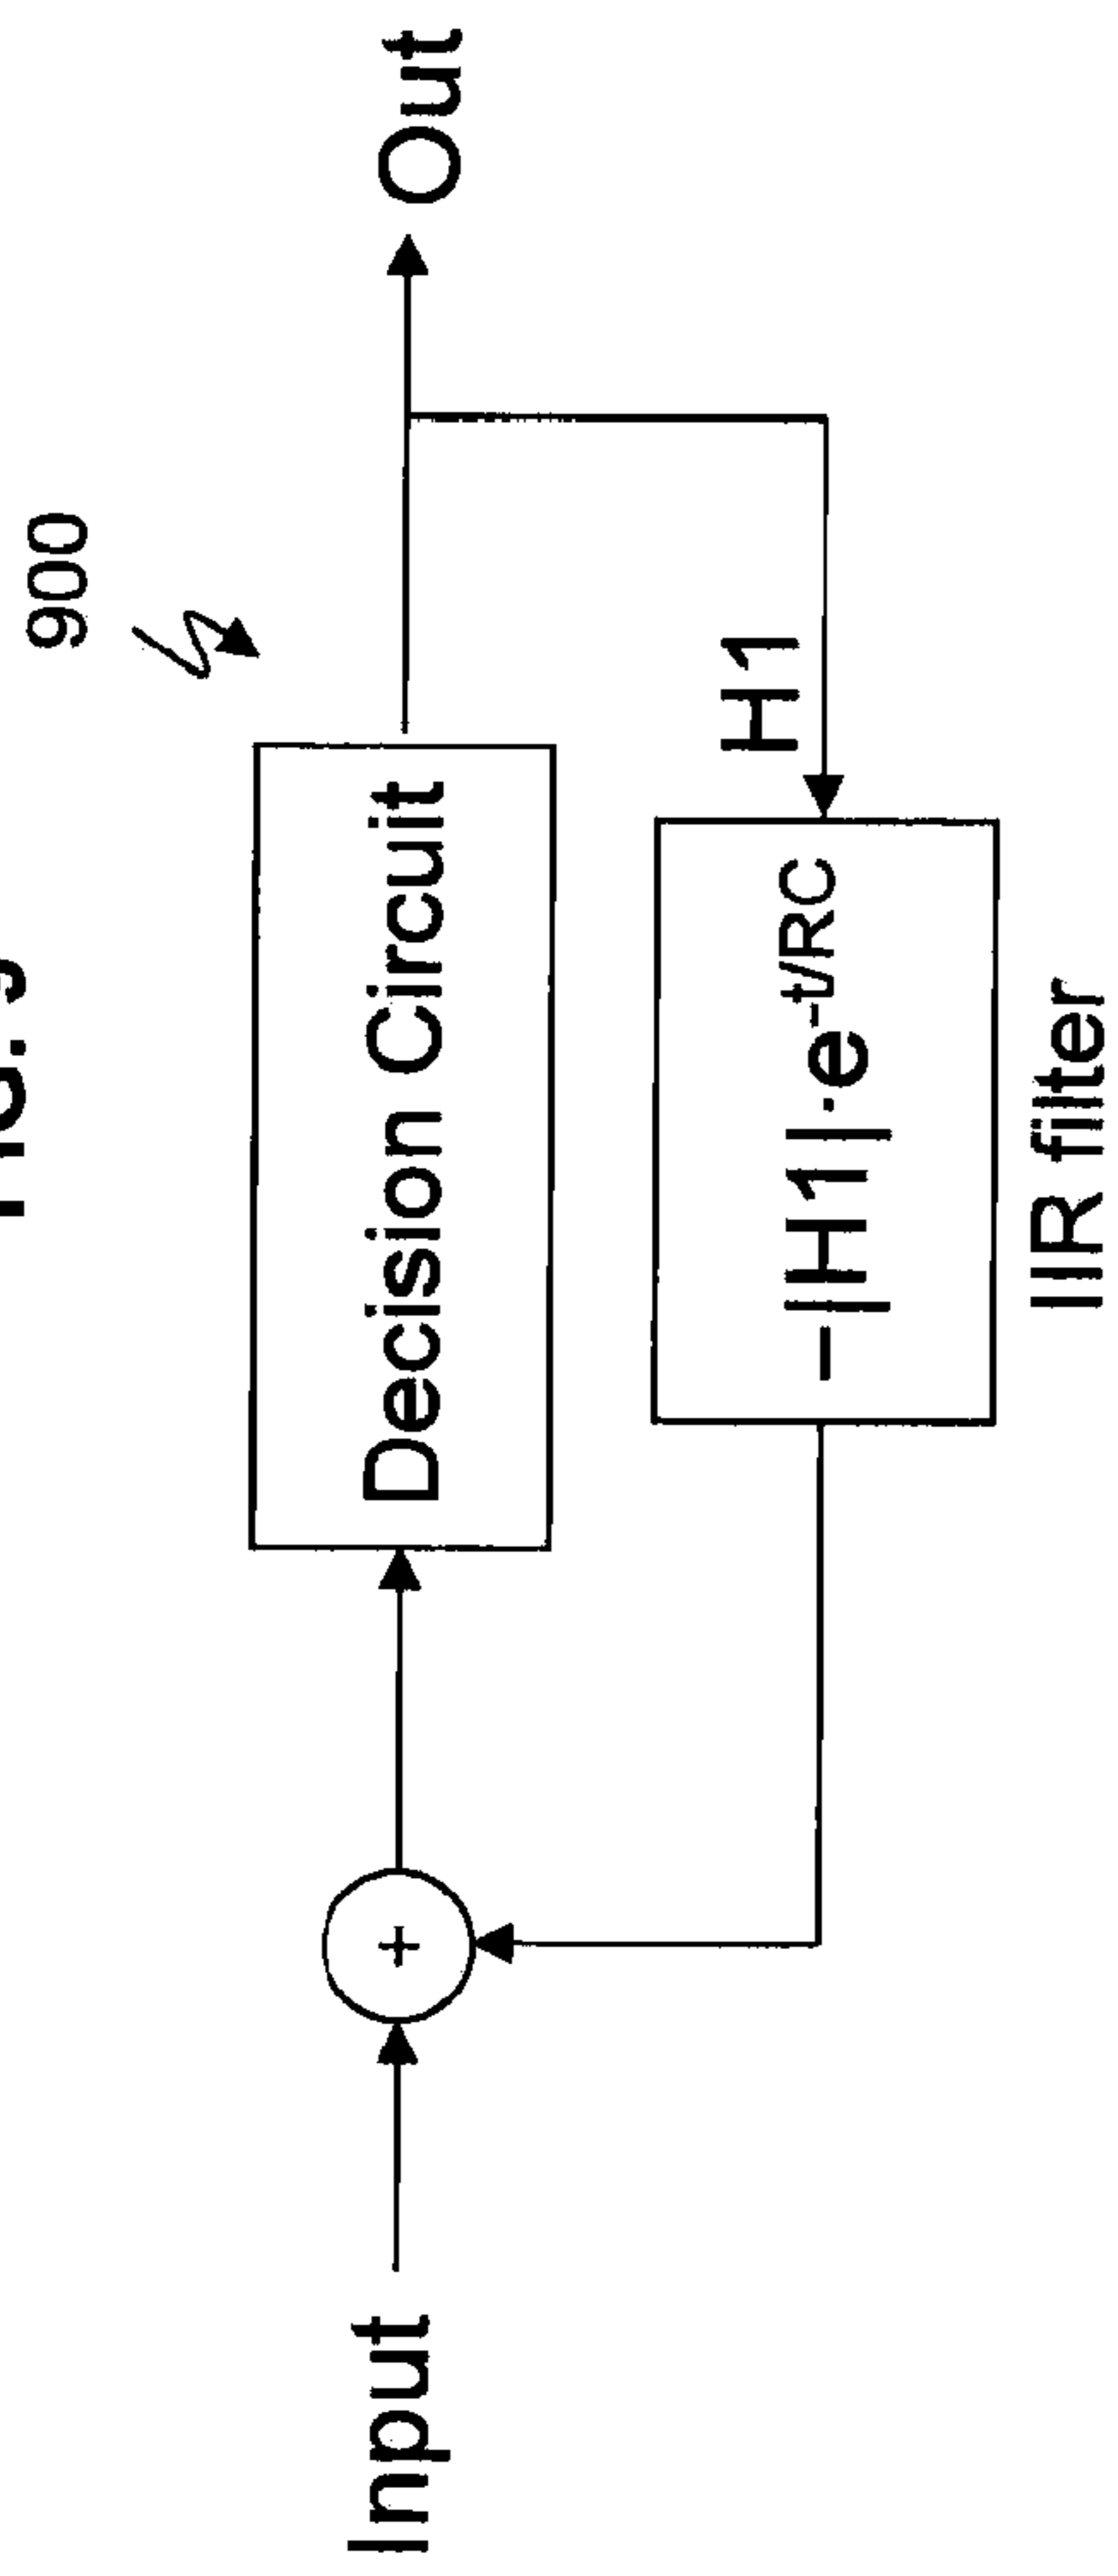 FIG. 9
900
Input
+
Decision Circuit
Out
H1
–|H1|·e^-t/RC
IIR filter